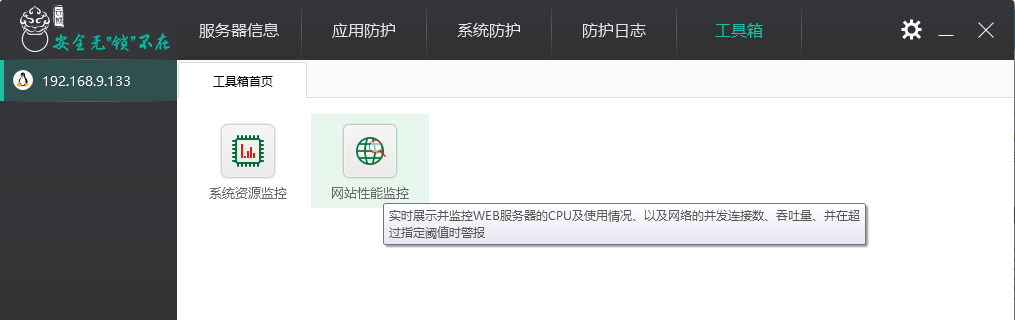 安全无“锁”不在
服务器信息
应用防护
系统防护
防护日志
工具箱
192.168.9.133
工具箱首页
系统资源监控
网站性能监控
实时展示并监控WEB服务器的CPU及使用情况、以及网络的并发连接数、吞吐量、并在超
过指定阈值时警报